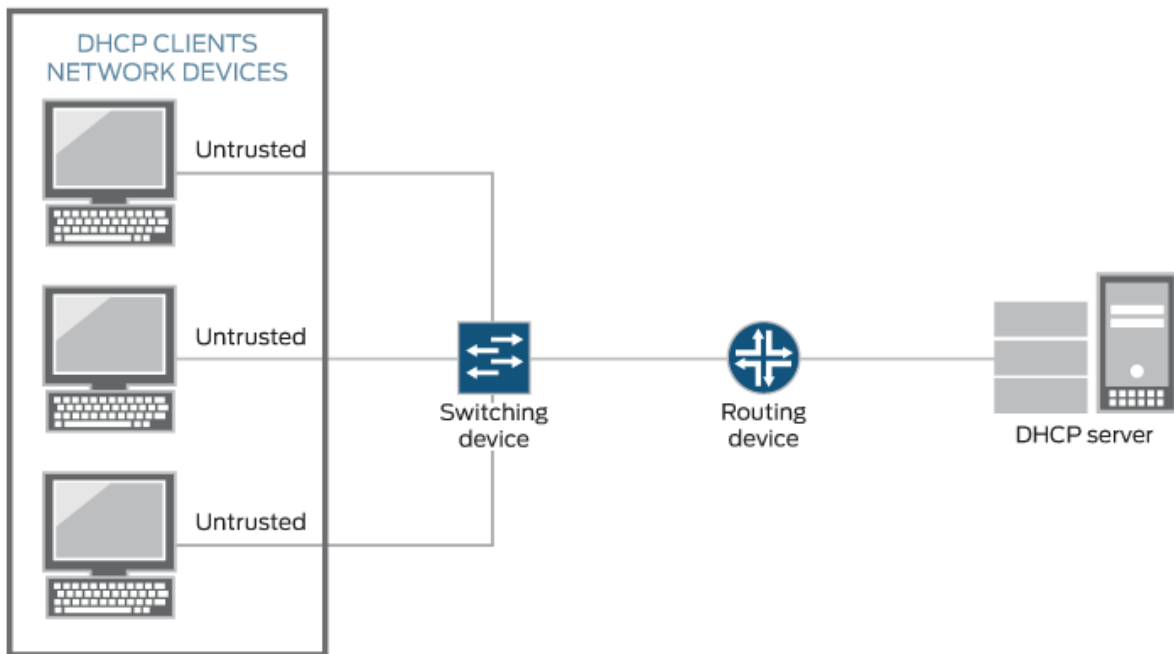 DHCP CLIENTS
NETWORK DEVICES
Untrusted
Untrusted
Untrusted
Switching
device
Routing
device
DHCP server